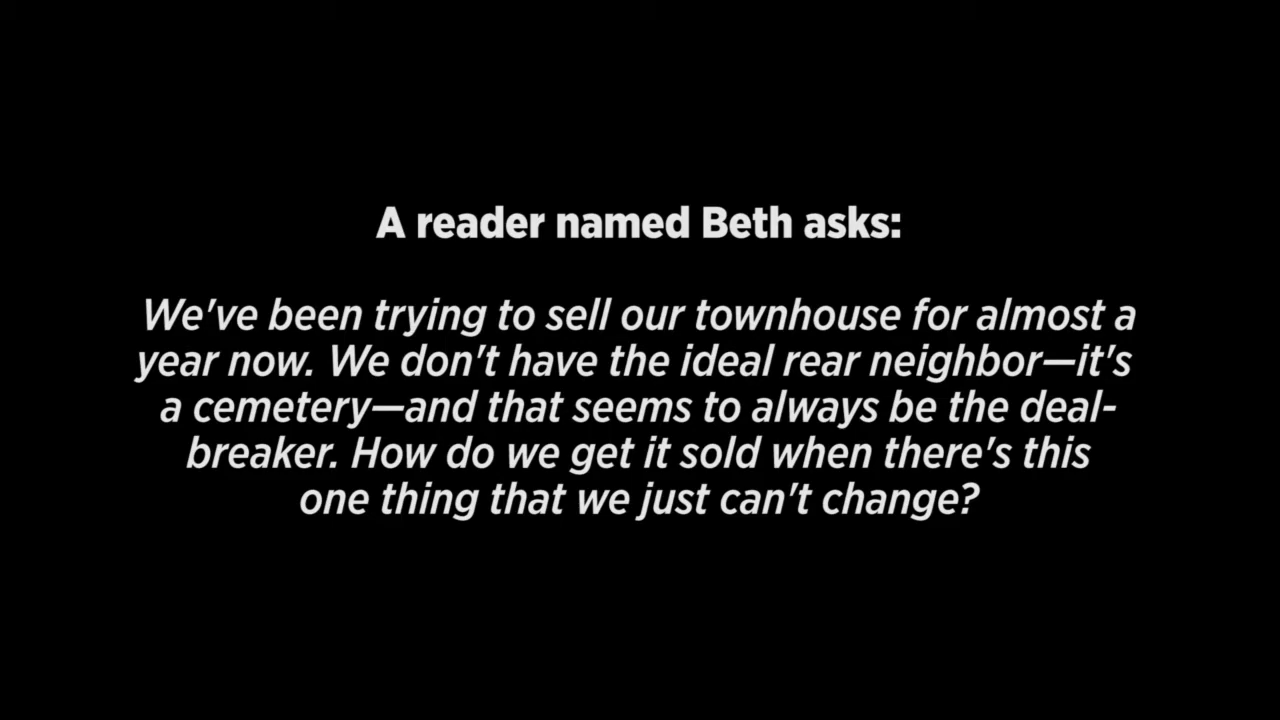 A reader named Beth asks:
We've been trying to sell our townhouse for almost a
year now. We don't have the ideal rear neighbor—it's
a cemetery—and that seems to always be the deal-
breaker. How do we get it sold when there's this
one thing that we just can't change?